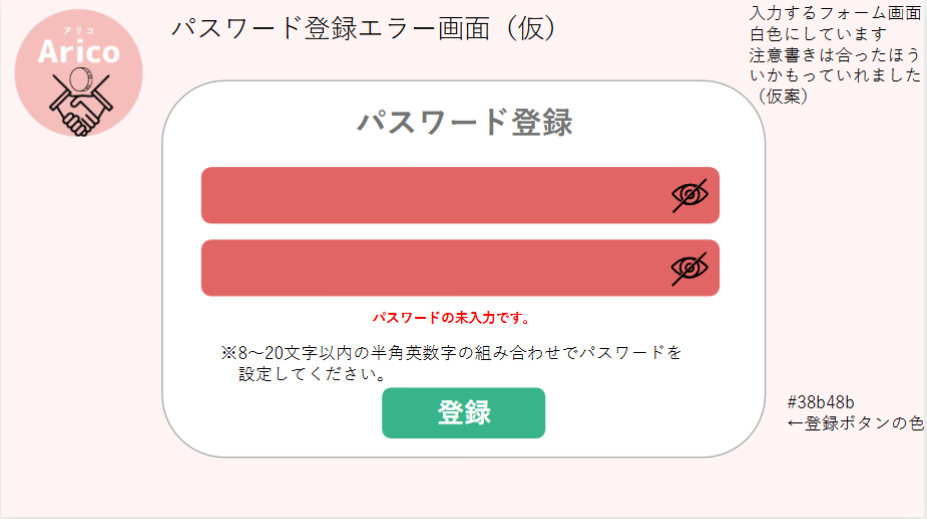 アリコ
Arico
パスワード登録エラー画面（仮）
入力するフォーム画面
白色にしています
注意書きは合ったほう
いかもっていれました
（仮案）
パスワード登録
パスワードの未入力です。
※8～20文字以内の半角英数字の組み合わせでパスワードを
設定してください。
登録
#38b48b
←登録ボタンの色